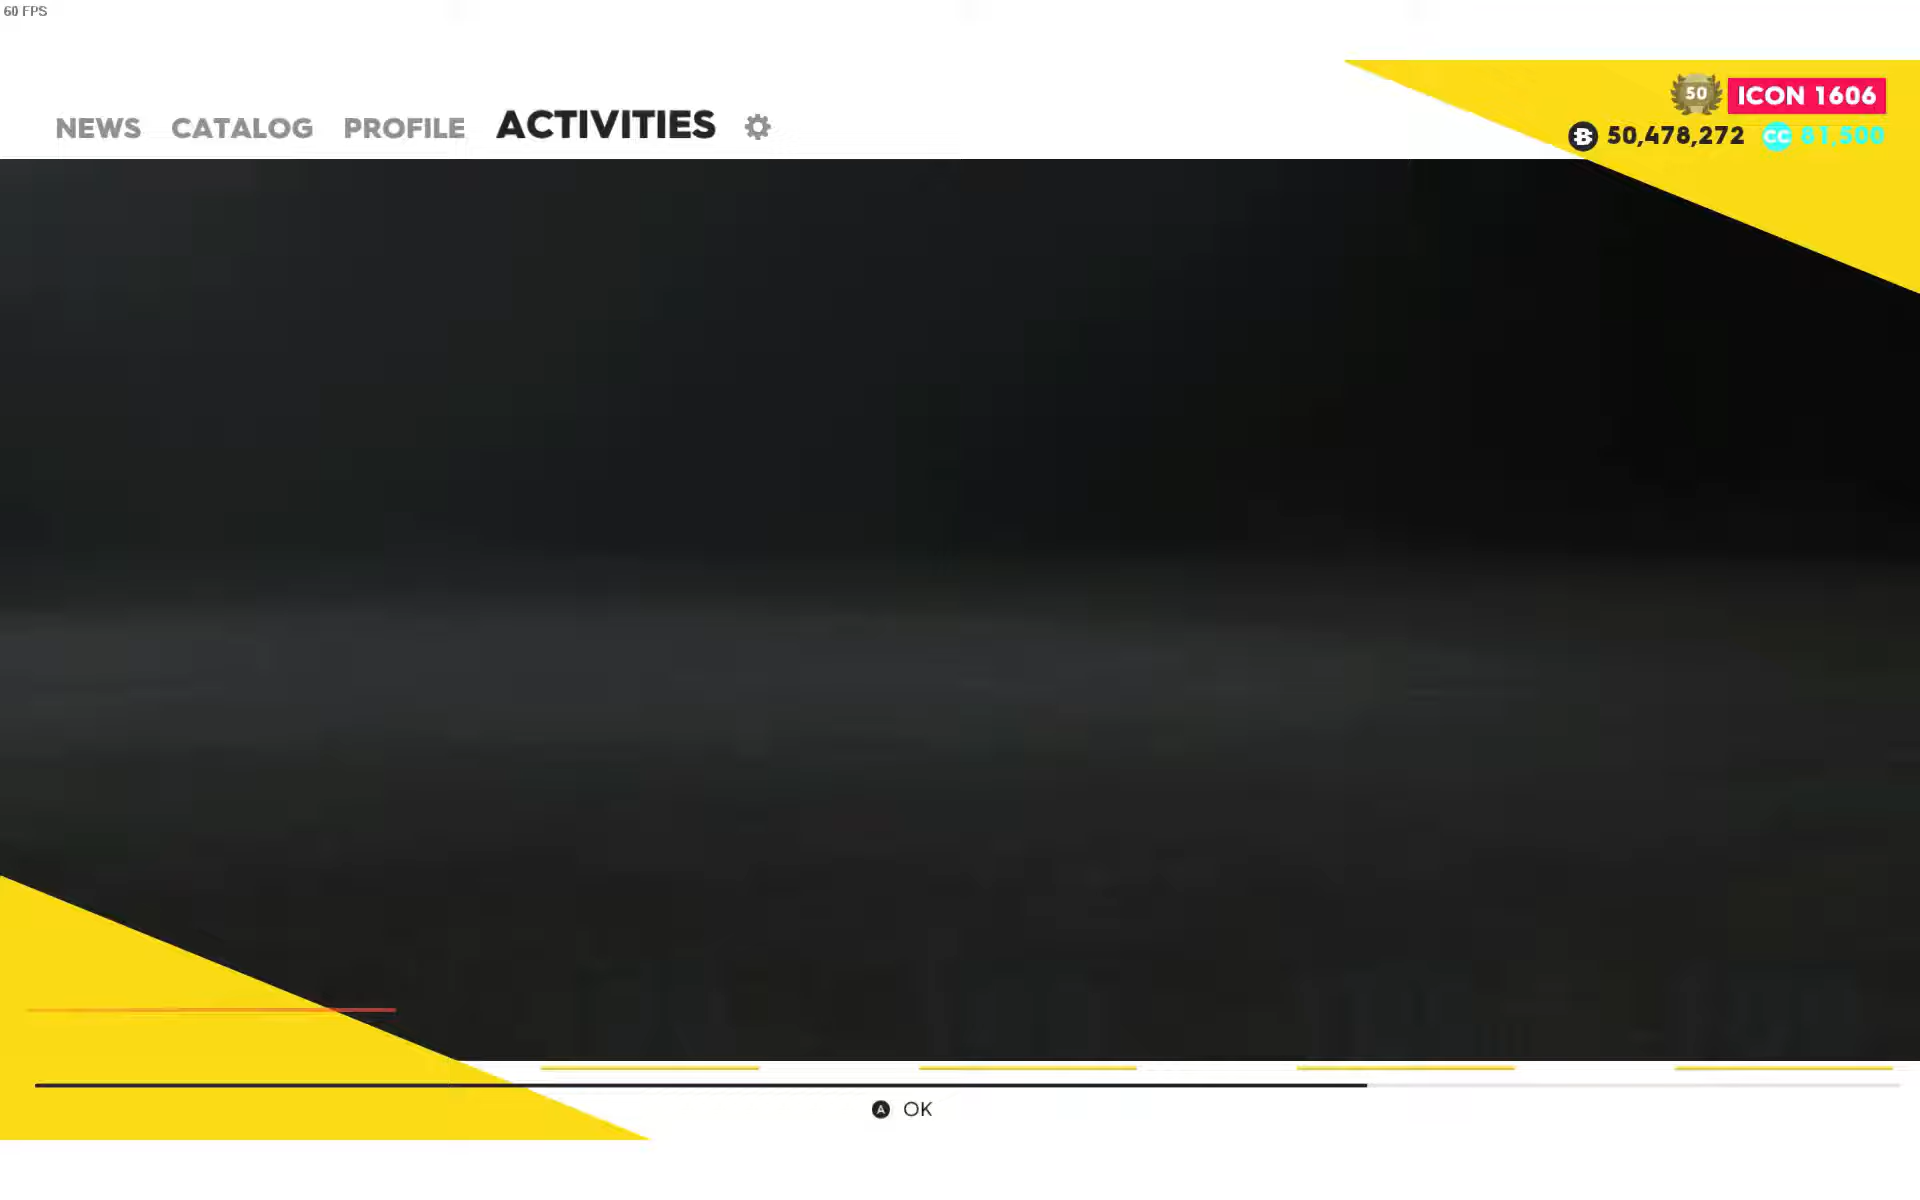 60 FPS
NEWS CATALOG PROFILE ACTIVITIES
50 ICON 1606
B 50,478,272 CC 81,500
A OK